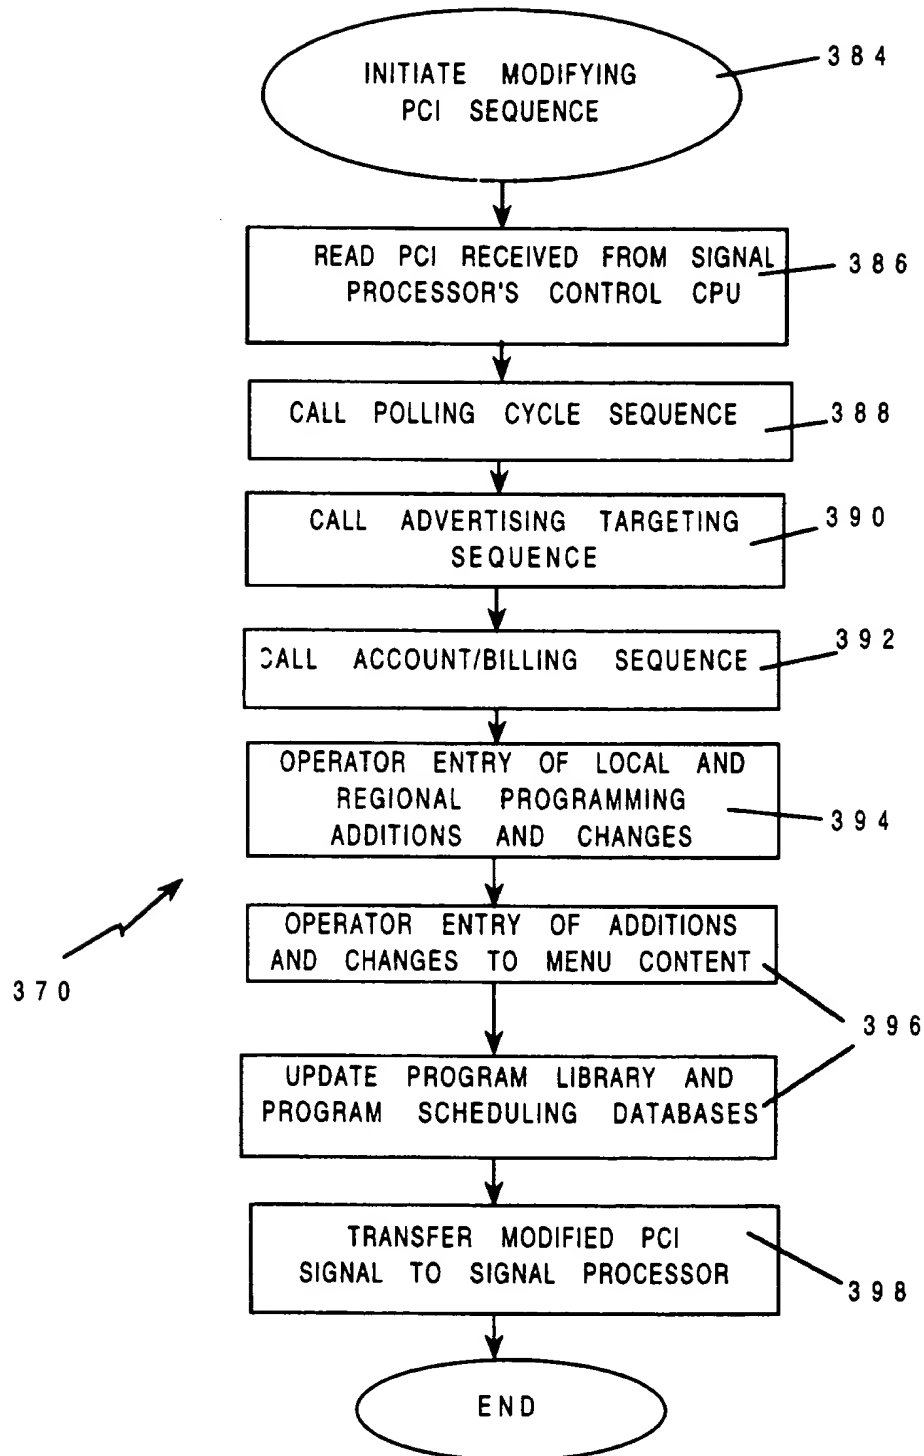 INITIATE MODIFYING
PCI SEQUENCE
384
READ PCI RECEIVED FROM SIGNAL
PROCESSOR'S CONTROL CPU
386
CALL POLLING CYCLE SEQUENCE
388
CALL ADVERTISING TARGETING
SEQUENCE
390
CALL ACCOUNT/BILLING SEQUENCE
392
OPERATOR ENTRY OF LOCAL AND
REGIONAL PROGRAMMING
ADDITIONS AND CHANGES
394
OPERATOR ENTRY OF ADDITIONS
AND CHANGES TO MENU CONTENT
370
396
UPDATE PROGRAM LIBRARY AND
PROGRAM SCHEDULING DATABASES
TRANSFER MODIFIED PCI
SIGNAL TO SIGNAL PROCESSOR
398
END